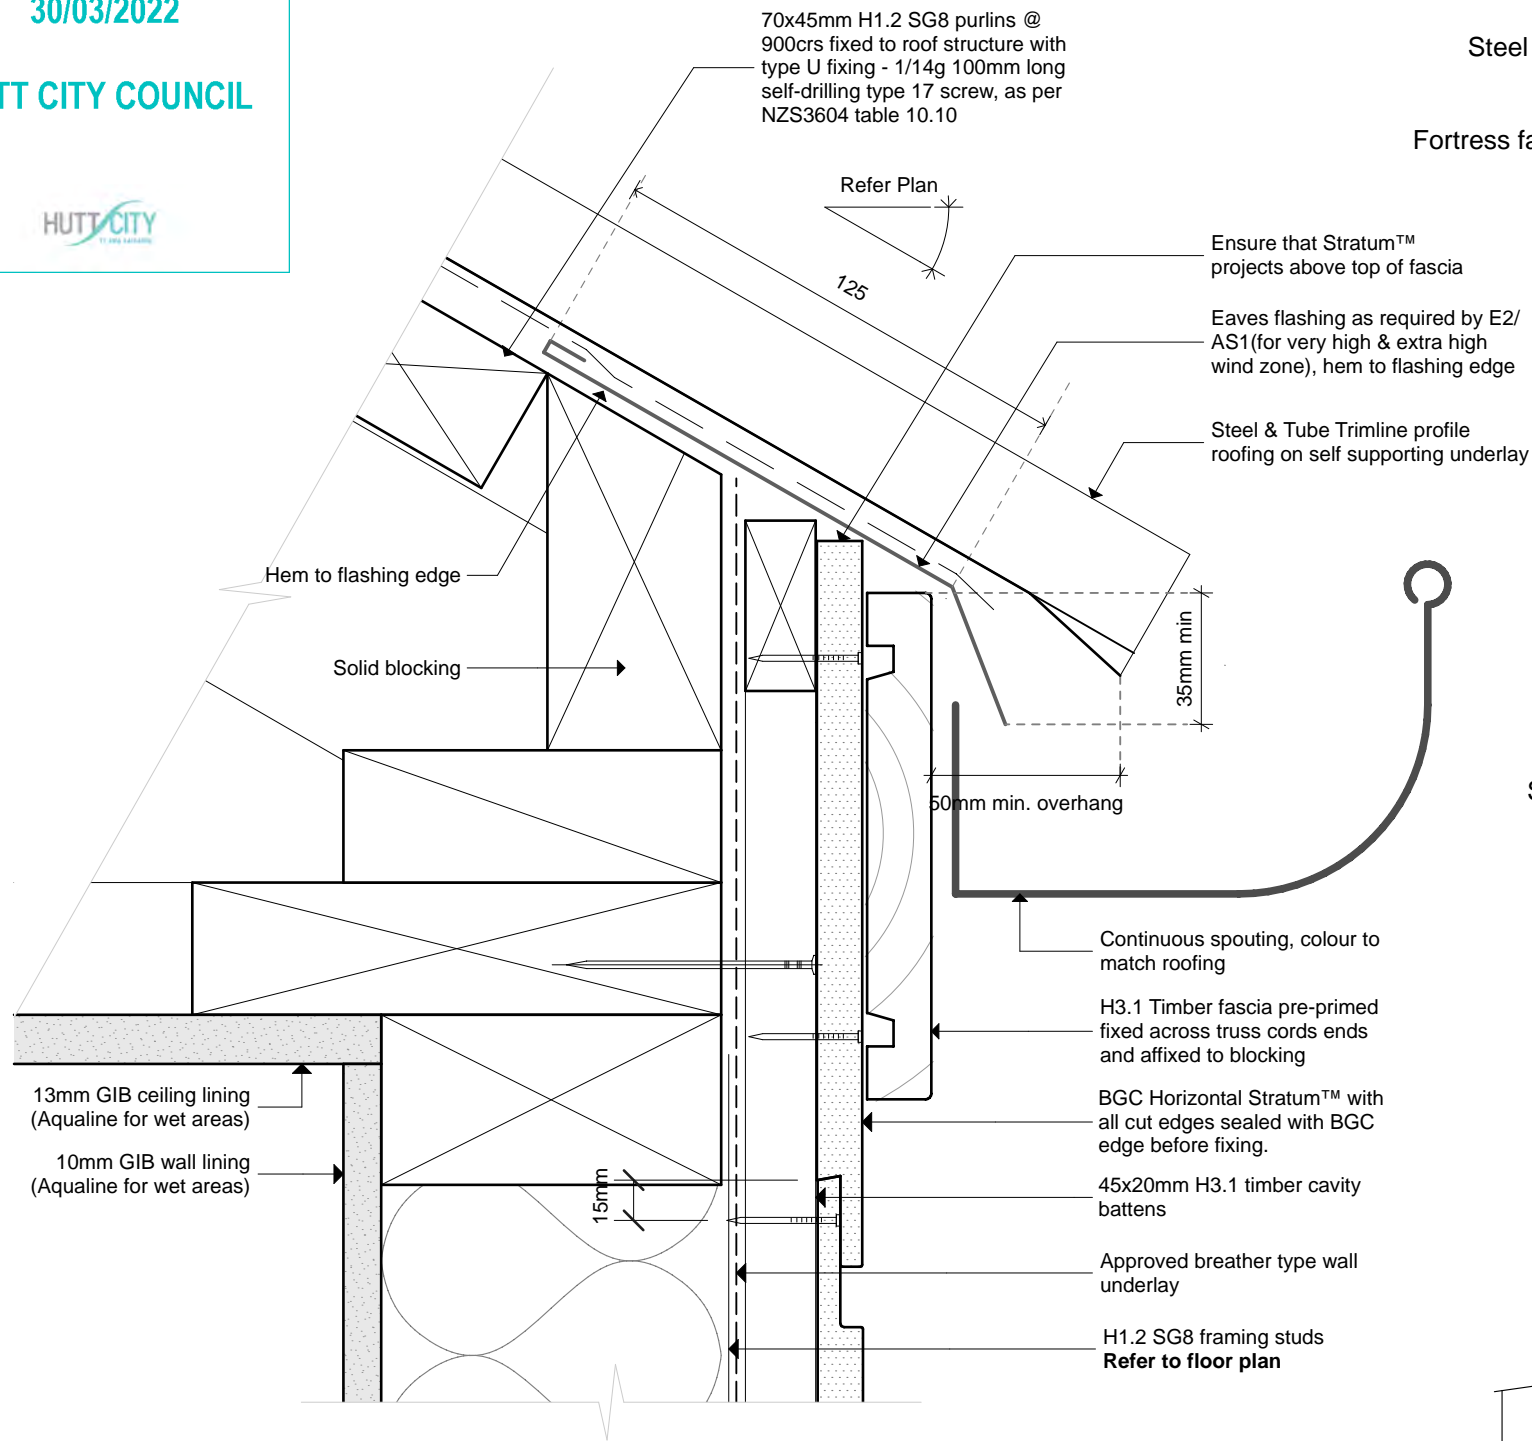 30/03/2022
TT CITY COUNCIL
HUTT CITY
70x45mm H1.2 SG8 purlins @
900crs fixed to roof structure with
type U fixing - 1/14g 100mm long
self-drilling type 17 screw, as per
NZS3604 table 10.10
Steel
Fortress fa
Refer Plan
125
Ensure that Stratum™
projects above top of fascia
Eaves flashing as required by E2/
AS1(for very high & extra high
wind zone), hem to flashing edge
Steel & Tube Trimline profile
roofing on self supporting underlay
Hem to flashing edge
Solid blocking
35mm min
50mm min. overhang
S
Continuous spouting, colour to
match roofing
H3.1 Timber fascia pre-primed
fixed across truss cords ends
and affixed to blocking
13mm GIB ceiling lining
(Aqualine for wet areas)
BGC Horizontal Stratum™ with
all cut edges sealed with BGC
edge before fixing.
10mm GIB wall lining
(Aqualine for wet areas)
15mm
45x20mm H3.1 timber cavity
battens
Approved breather type wall
underlay
H1.2 SG8 framing studs
Refer to floor plan